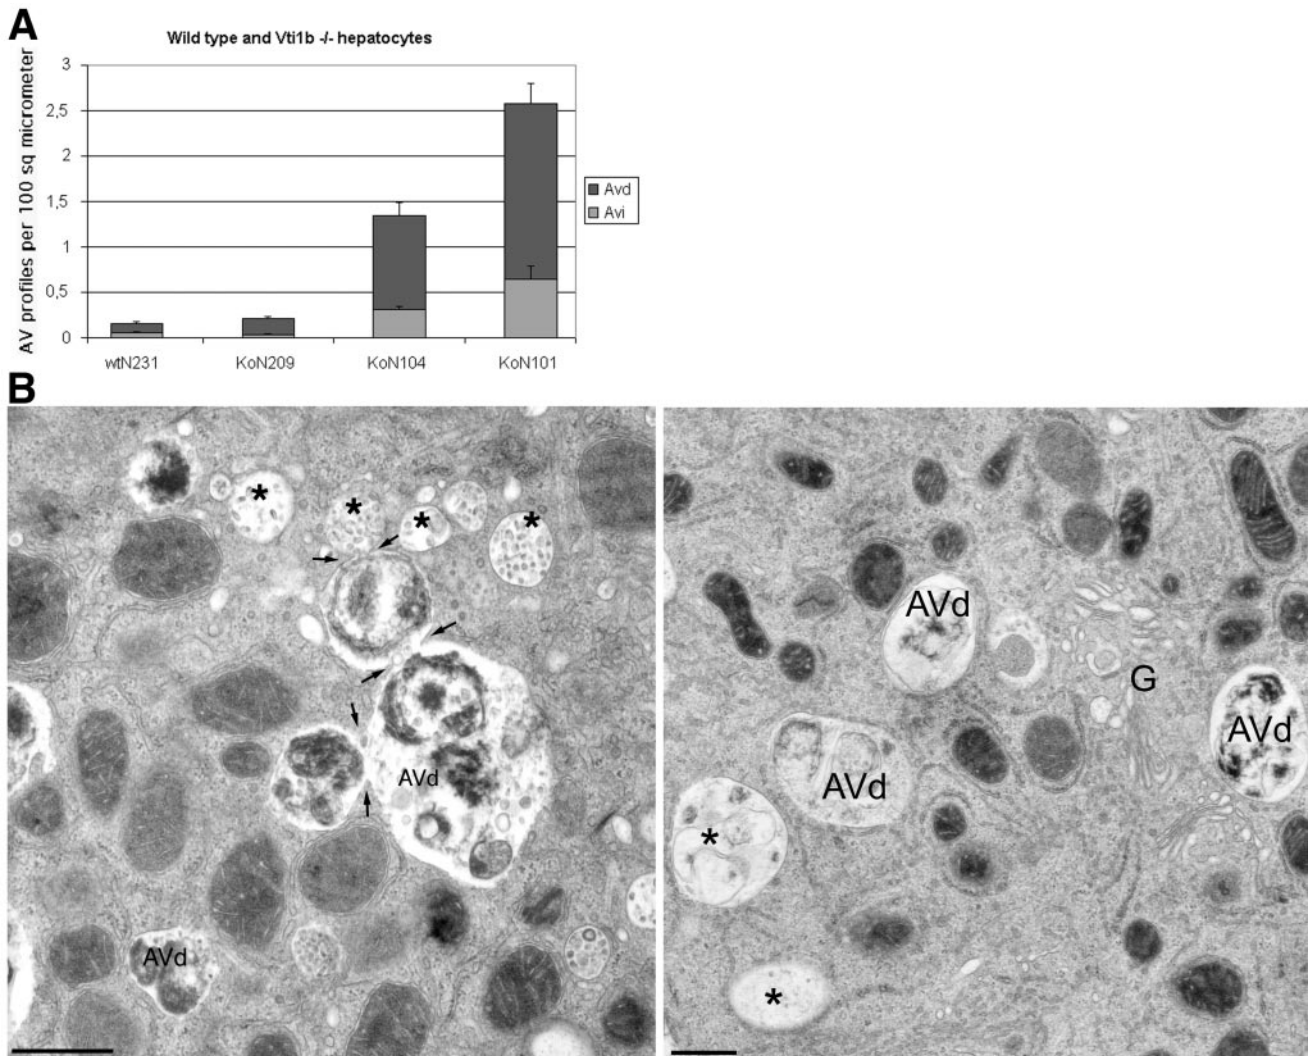 A
Wild type and Vti1b -/- hepatocytes
AV profiles per 100 sq micrometer
3
2,5
2
1,5
1
0,5
0
wtN231 KoN209 KoN104 KoN101
Avd
Avi
B
* * * *
AVd
AVd
AVd
G
AVd
AVd
*
*